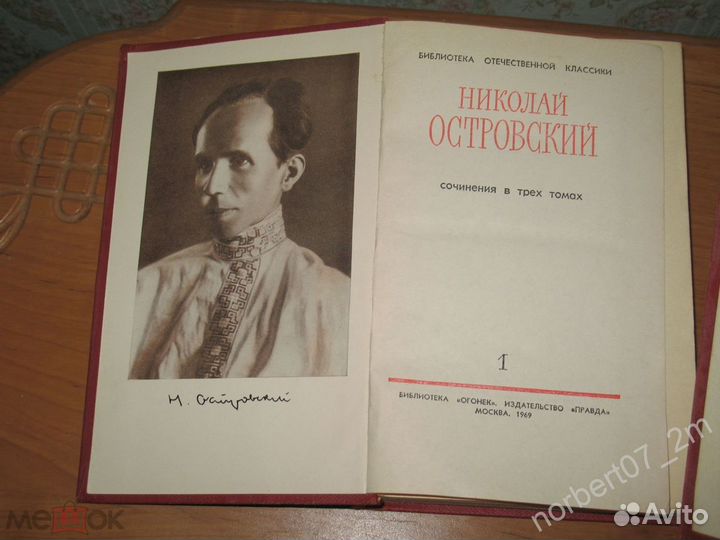 Н. Островский
БИБЛИОТЕКА ОТЕЧЕСТВЕННОЙ КЛАССИКИ
НИКОЛАЙ
ОСТРОВСКИЙ
СОЧИНЕНИЯ В ТРЕХ ТОМАХ
1
БИБЛИОТЕКА «ОГОНЕК». ИЗДАТЕЛЬСТВО «ПРАВДА»
МОСКВА. 1969
norbert07_2m
мешок
Avito